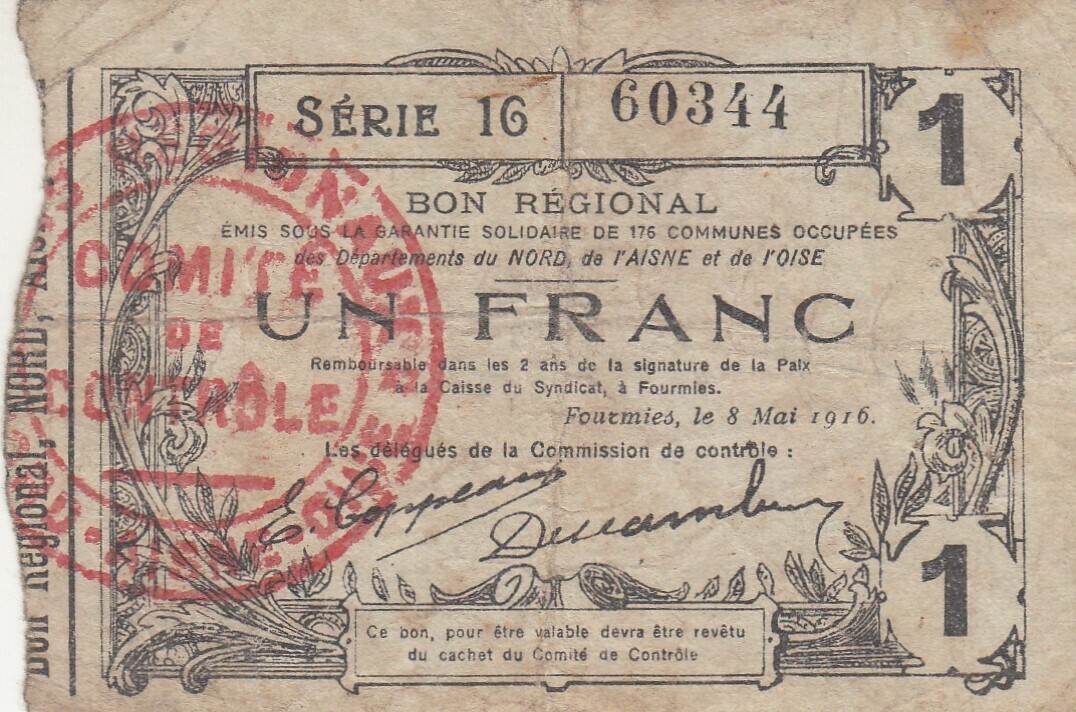 SÉRIE 16
60344
1
BON RÉGIONAL
ÉMIS SOUS LA GARANTIE SOLIDAIRE DE 176 COMMUNES OCCUPÉES
des Départements du NORD, de l'AISNE et de l'OISE
UN FRANC
Remboursable dans les 2 ans de la signature de la Paix
à la Caisse du Syndicat, à Fourmies.
Fourmies, le 8 Mai 1916.
Les délégués de la Commission de contrôle :
E. Coppeaux
1
Ce bon, pour être valable devra être revêtu
du cachet du Comité de Contrôle
COMITÉ
DE
CONTRÔLE
Bon régional, NORD,